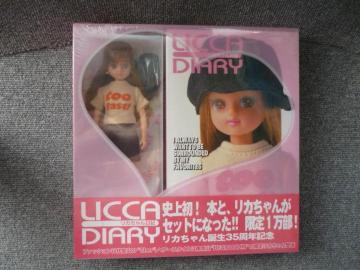 LICCA
DIARY
too
fast!
I ALWAYS
WANT TO BE
SURROUNDED
BY MY
FAVORITES
LICCA
DIARY
史上初！ 本と、リカちゃんが
セットになった!! 限定1万部！
リカちゃん誕生35周年記念